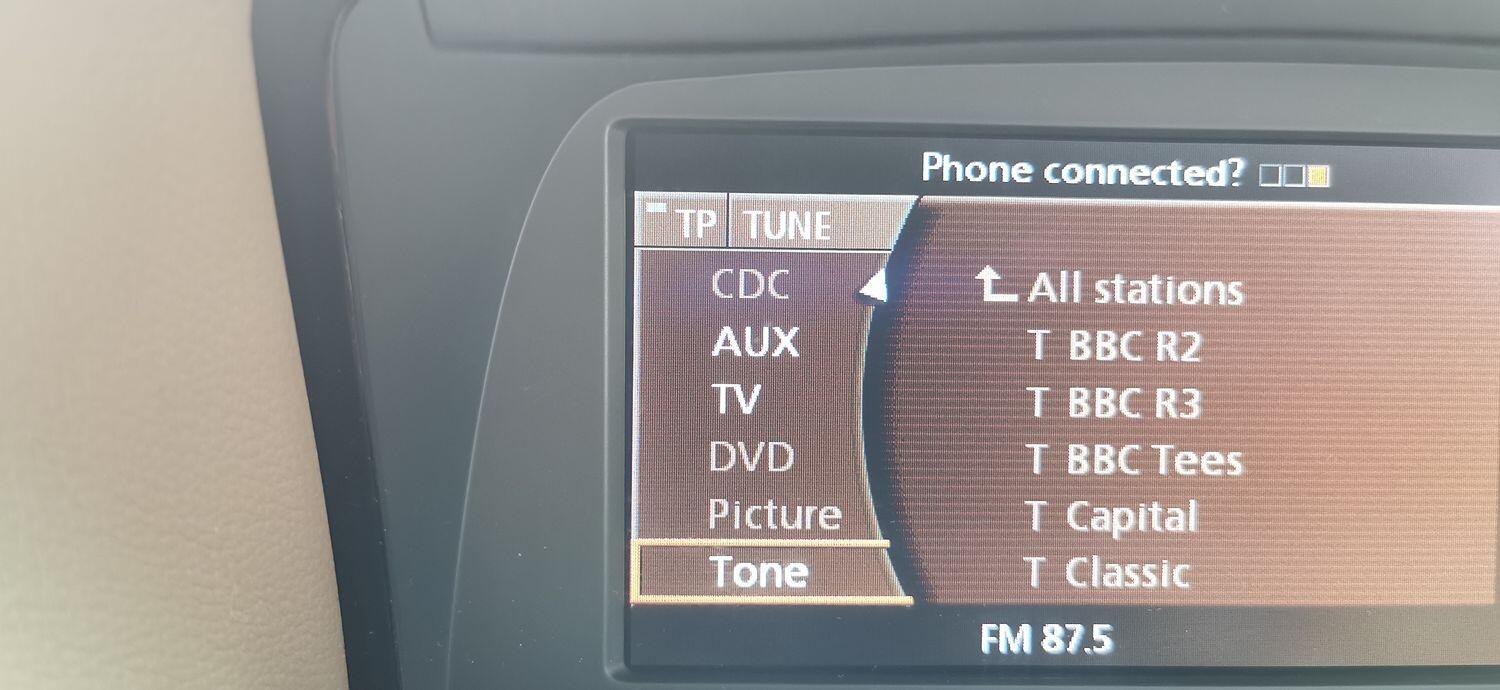 Phone connected?
TP TUNE
CDC
AUX
TV
DVD
Picture
Tone
All stations
T BBC R2
T BBC R3
T BBC Tees
T Capital
T Classic
FM 87.5